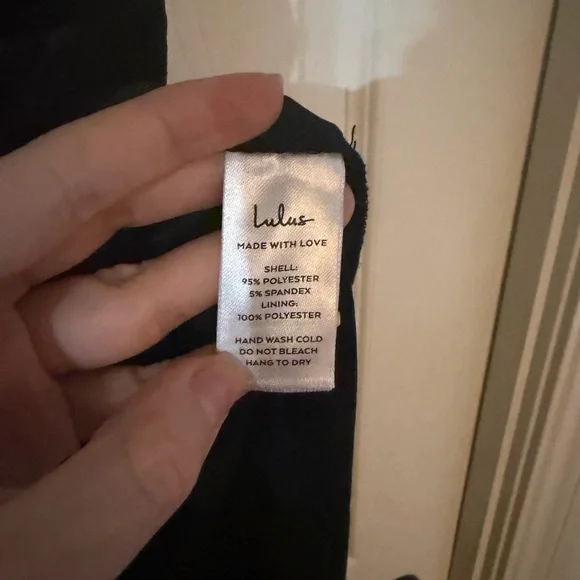 Lulus
MADE WITH LOVE
SHELL:
95% POLYESTER
5% SPANDEX
LINING:
100% POLYESTER
HAND WASH COLD
DO NOT BLEACH
HANG TO DRY